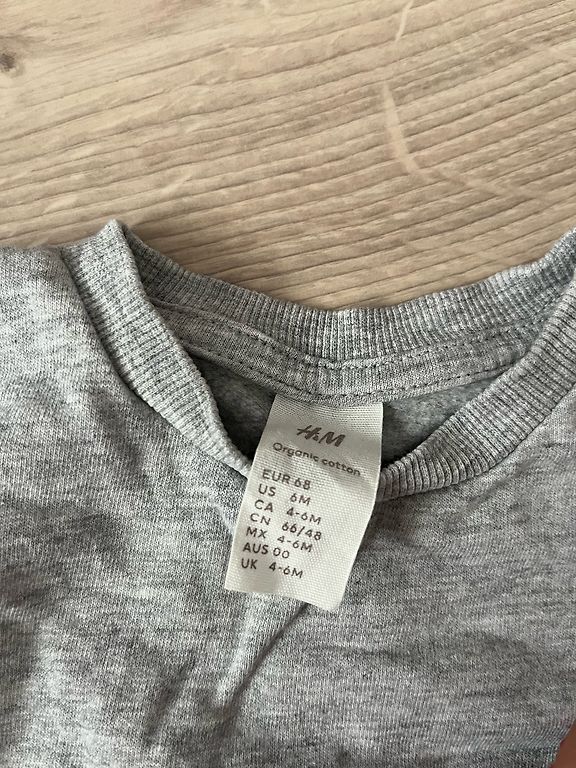 H&M
Organic cotton
EUR 68
US 6M
CA 4-6M
CN 66/48
MX 4-6M
AUS 00
UK 4-6M